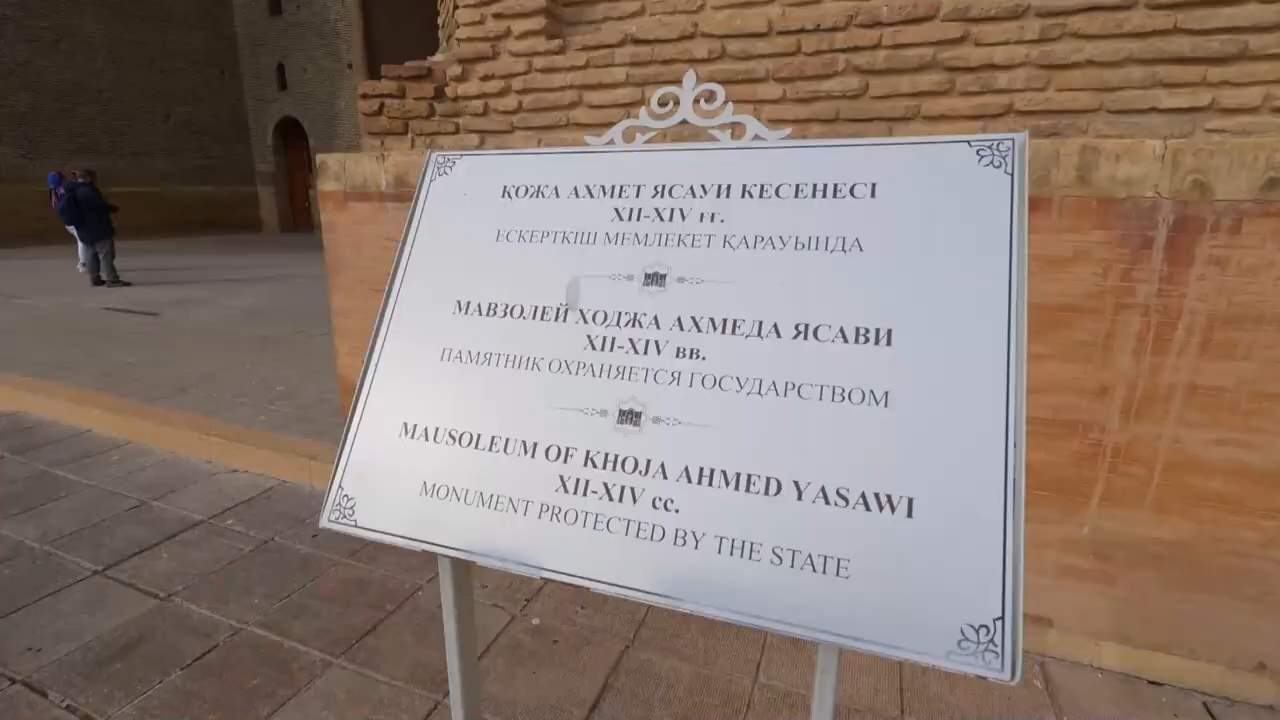 ҚОЖА АХМЕТ ЯСАУИ КЕСЕНЕСІ
XII-XIV ғғ.
ЕСКЕРТКІШ МЕМЛЕКЕТ ҚАРАУЫНДА
МАВЗОЛЕЙ ХОДЖА АХМЕДА ЯСАВИ
XII-XIV вв.
ПАМЯТНИК ОХРАНЯЕТСЯ ГОСУДАРСТВОМ
MAUSOLEUM OF KHOJA AHMED YASAWI
XII-XIV cc.
MONUMENT PROTECTED BY THE STATE